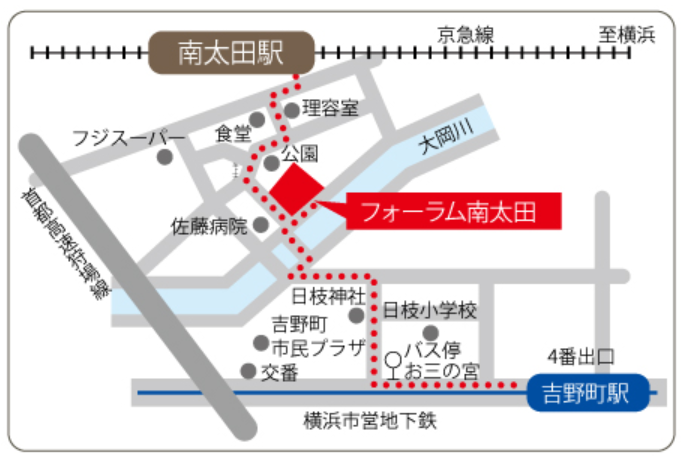 京急線
至横浜
南太田駅
理容室
食堂
フジスーパー
公園
大岡川
首都高速狩場線
佐藤病院
フォーラム南太田
日枝神社
日枝小学校
吉野町
市民プラザ
バス停
お三の宮
交番
4番出口
吉野町駅
横浜市営地下鉄